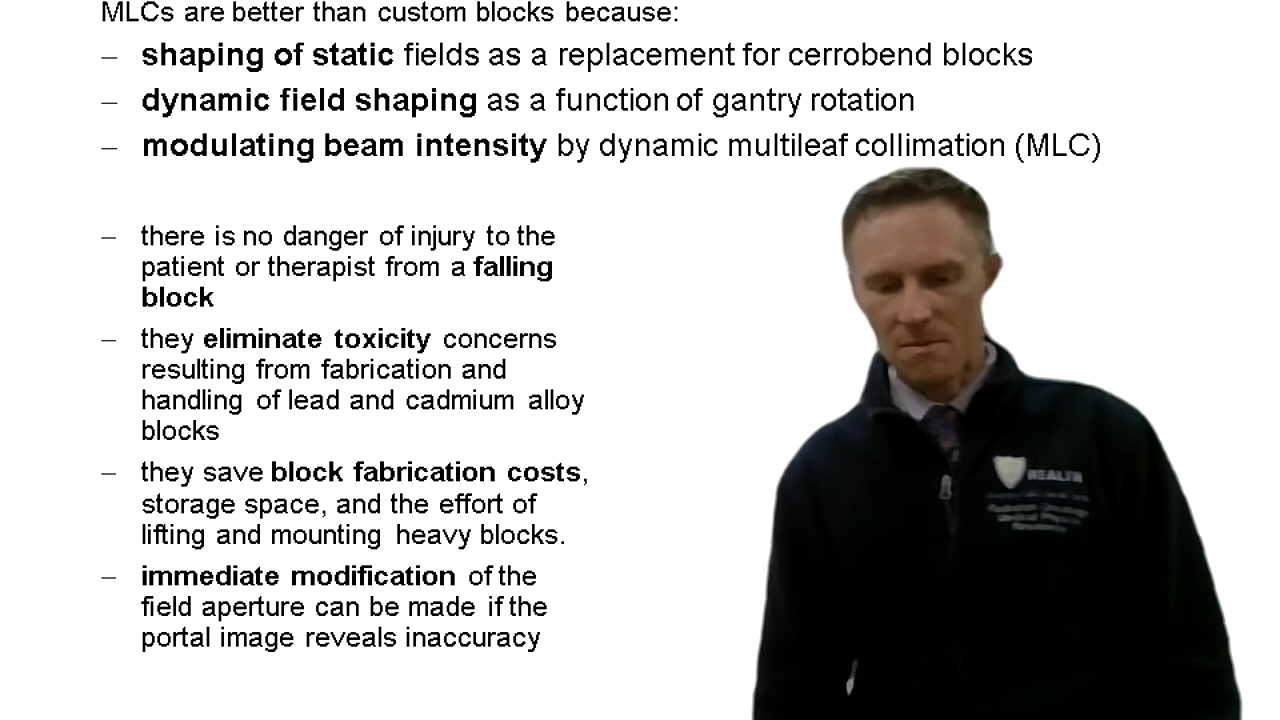 MLCs are better than custom blocks because:
– shaping of static fields as a replacement for cerrobend blocks
– dynamic field shaping as a function of gantry rotation
– modulating beam intensity by dynamic multileaf collimation (MLC)
– there is no danger of injury to the
patient or therapist from a falling
block
– they eliminate toxicity concerns
resulting from fabrication and
handling of lead and cadmium alloy
blocks
– they save block fabrication costs,
storage space, and the effort of
lifting and mounting heavy blocks.
– immediate modification of the
field aperture can be made if the
portal image reveals inaccuracy
HEALTH